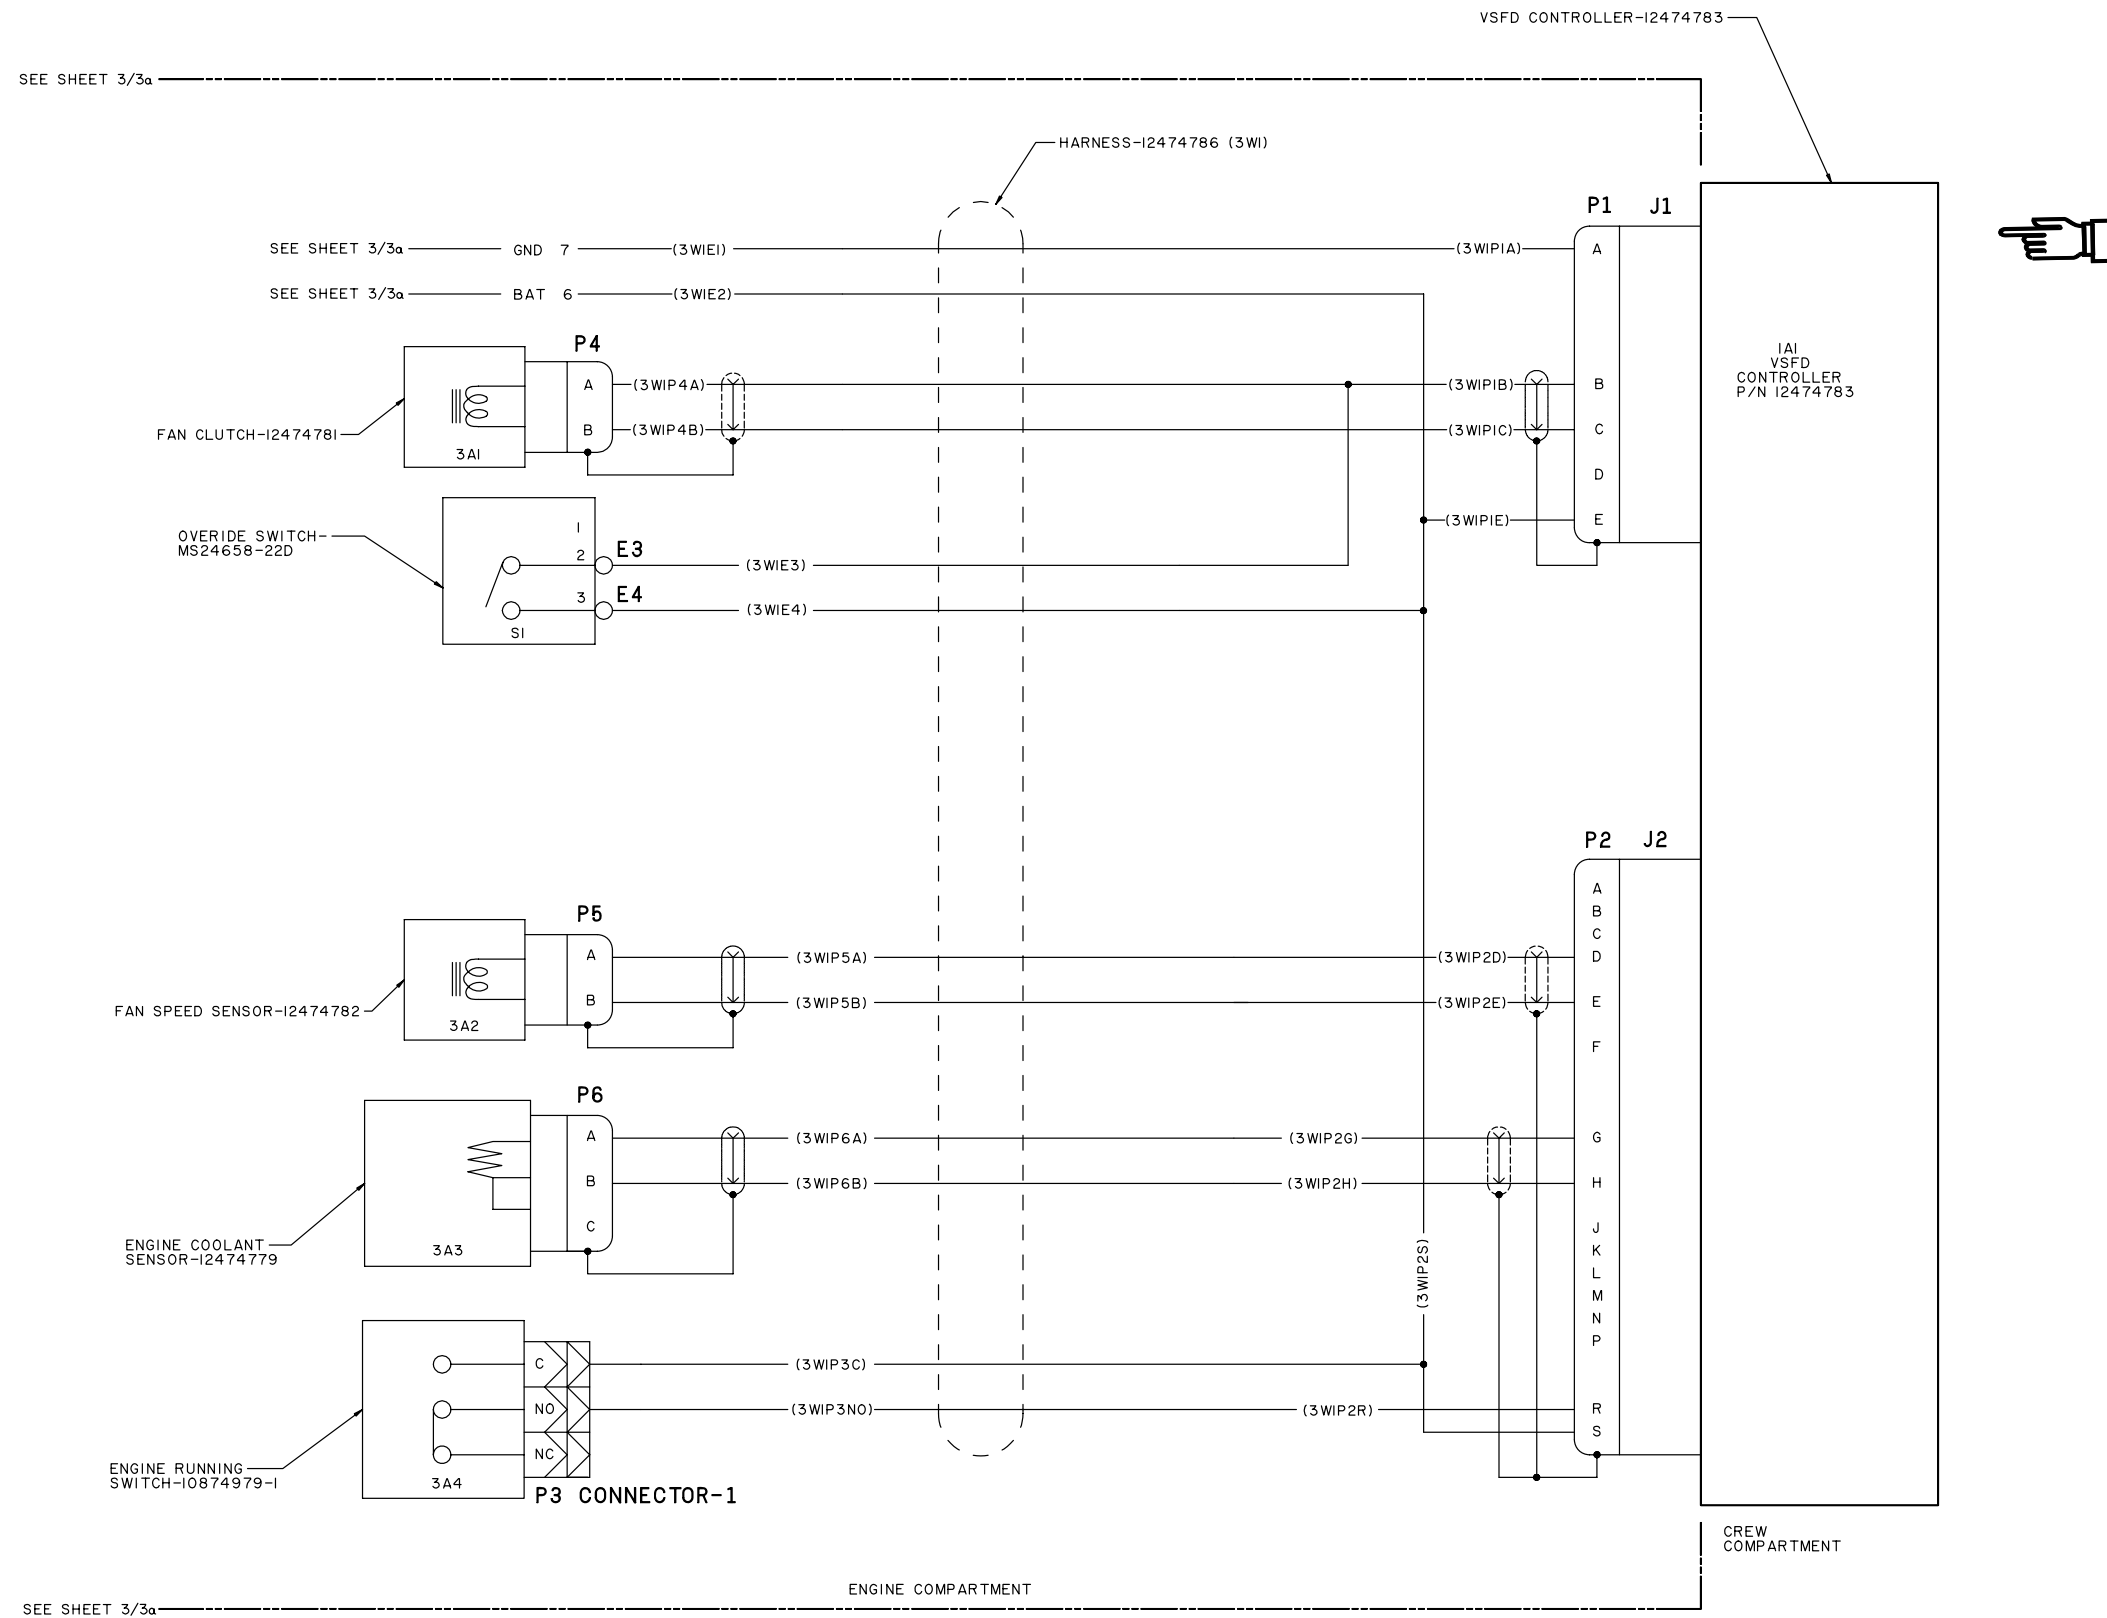 VSFD CONTROLLER-12474783
SEE SHEET 3/3a
HARNESS-12474786 (3W1)
P1 J1
SEE SHEET 3/3a GND 7 (3W1E1) (3W1P1A) A
SEE SHEET 3/3a BAT 6 (3W1E2)
1A1
VSFD
CONTROLLER
P/N 12474783
P4
A (3W1P4A) (3W1P1B) B
B (3W1P4B) (3W1P1C) C
FAN CLUTCH-12474781
3A1
D
(3W1P1E) E
OVERIDE SWITCH-
MS24658-22D
1
2 E3 (3W1E3)
3 E4 (3W1E4)
S1
P2 J2
A
B
C
P5
A (3W1P5A) (3W1P2D) D
B (3W1P5B) (3W1P2E) E
FAN SPEED SENSOR-12474782
3A2
F
P6
A (3W1P6A) (3W1P2G) G
B (3W1P6B) (3W1P2H) H
C
J
K
L
M
N
P
ENGINE COOLANT
SENSOR-12474779
3A3
(3W1P2S)
C (3W1P3C)
NO (3W1P3NO) (3W1P2R) R
S
NC
ENGINE RUNNING
SWITCH-10874979-1
3A4
P3 CONNECTOR-1
CREW
COMPARTMENT
ENGINE COMPARTMENT
SEE SHEET 3/3a